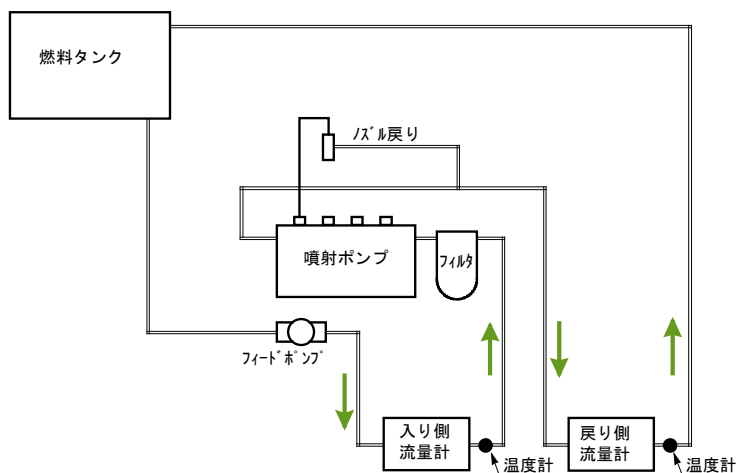 燃料タンク
ﾉｽﾞﾙ戻り
噴射ポンプ
ﾌｨﾙﾀ
ﾌｨｰﾄﾞﾎﾟﾝﾌﾟ
入り側
流量計
温度計
戻り側
流量計
温度計